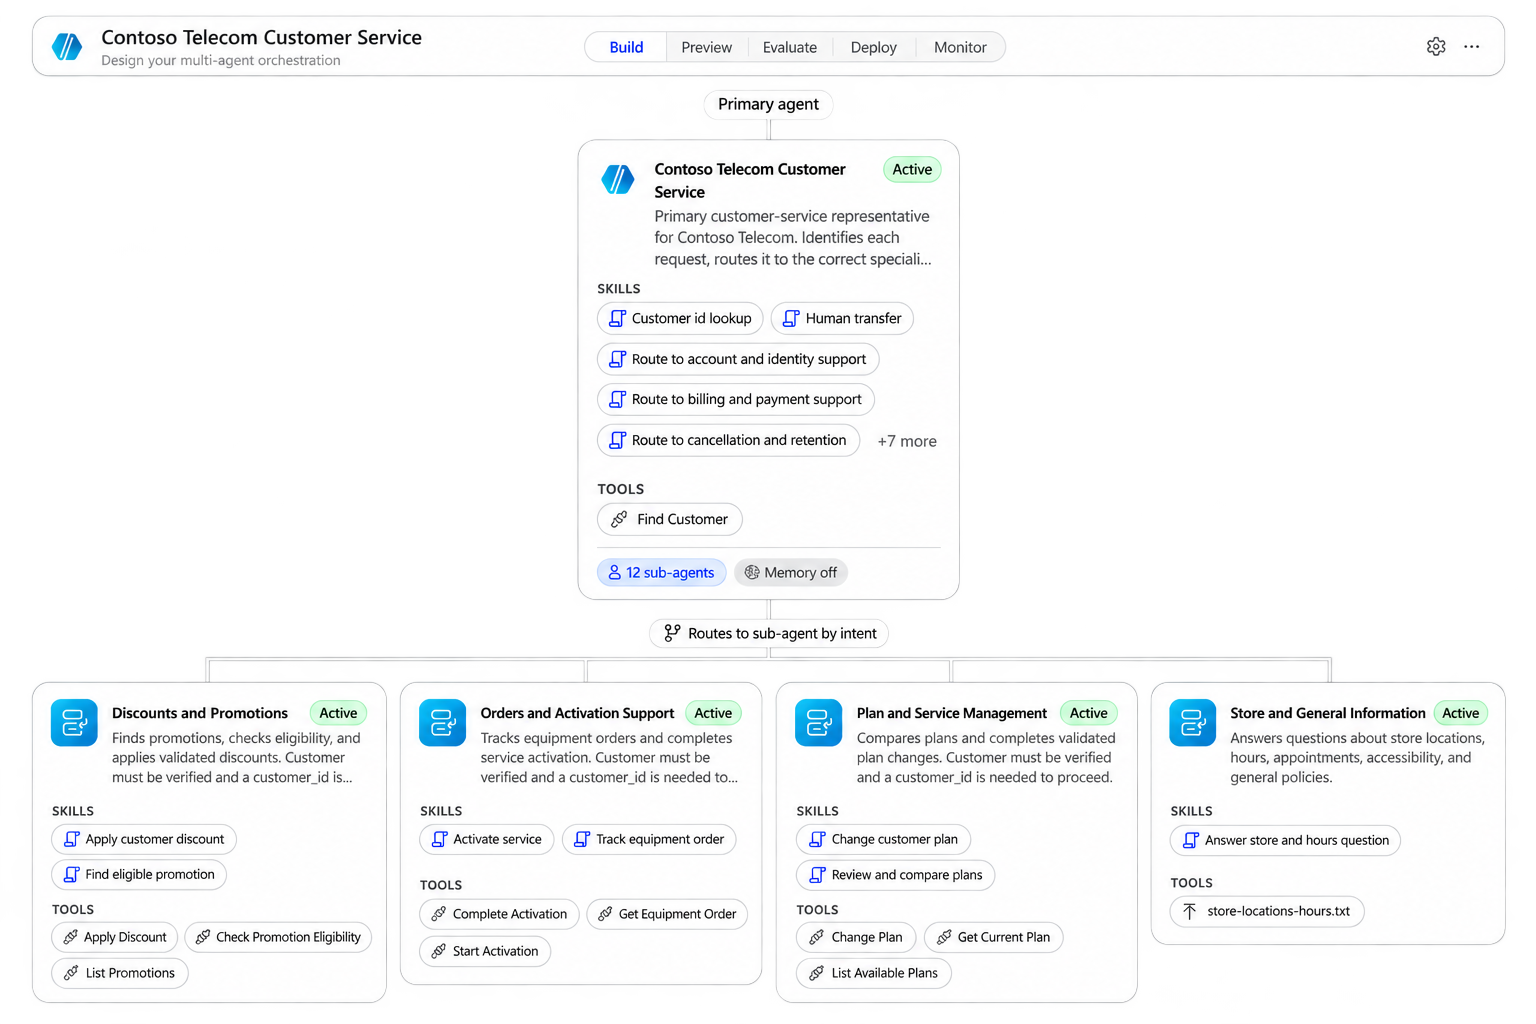 Contoso Telecom Customer Service
Design your multi-agent orchestration
Build
Preview
Evaluate
Deploy
Monitor
Primary agent
Contoso Telecom Customer
Service
Active
Primary customer-service representative
for Contoso Telecom. Identifies each
request, routes it to the correct speciali...
SKILLS
Customer id lookup
Human transfer
Route to account and identity support
Route to billing and payment support
Route to cancellation and retention
+7 more
TOOLS
Find Customer
12 sub-agents
Memory off
Routes to sub-agent by intent
Discounts and Promotions
Active
Finds promotions, checks eligibility, and
applies validated discounts. Customer
must be verified and a customer_id is...
SKILLS
Apply customer discount
Find eligible promotion
TOOLS
Apply Discount
Check Promotion Eligibility
List Promotions
Orders and Activation Support
Active
Tracks equipment orders and completes
service activation. Customer must be
verified and a customer_id is needed to...
SKILLS
Activate service
Track equipment order
TOOLS
Complete Activation
Get Equipment Order
Start Activation
Plan and Service Management
Active
Compares plans and completes validated
plan changes. Customer must be verified
and a customer_id is needed to proceed.
SKILLS
Change customer plan
Review and compare plans
TOOLS
Change Plan
Get Current Plan
List Available Plans
Store and General Information
Active
Answers questions about store locations,
hours, appointments, accessibility, and
general policies.
SKILLS
Answer store and hours question
TOOLS
store-locations-hours.txt